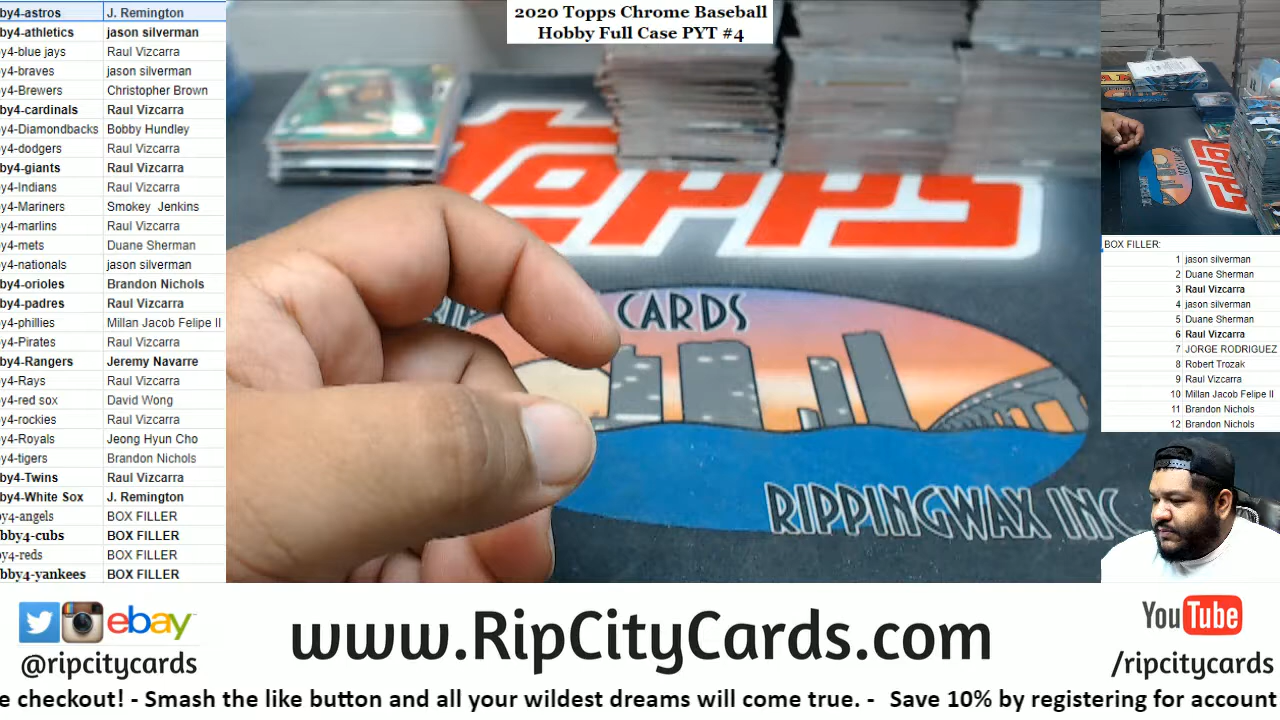 2020 Topps Chrome Baseball
Hobby Full Case PYT #4
by4-astros J. Remington
by4-athletics jason silverman
y4-blue jays Raul Vizcarra
y4-braves jason silverman
y4-Brewers Christopher Brown
by4-cardinals Raul Vizcarra
y4-Diamondbacks Bobby Hundley
y4-dodgers Raul Vizcarra
by4-giants Raul Vizcarra
y4-Indians Raul Vizcarra
y4-Mariners Smokey Jenkins
y4-marlins Raul Vizcarra
y4-mets Duane Sherman
y4-nationals jason silverman
by4-orioles Brandon Nichols
by4-padres Raul Vizcarra
y4-phillies Millan Jacob Felipe II
y4-Pirates Raul Vizcarra
by4-Rangers Jeremy Navarre
y4-Rays Raul Vizcarra
y4-red sox David Wong
y4-rockies Raul Vizcarra
y4-Royals Jeong Hyun Cho
y4-tigers Brandon Nichols
by4-Twins Raul Vizcarra
by4-White Sox J. Remington
y4-angels BOX FILLER
bby4-cubs BOX FILLER
y4-reds BOX FILLER
bby4-yankees BOX FILLER
Topps
CARDS
RIPPINGWAX INC
BOX FILLER:
1 jason silverman
2 Duane Sherman
3 Raul Vizcarra
4 jason silverman
5 Duane Sherman
6 Raul Vizcarra
7 JORGE RODRIGUEZ
8 Robert Trozak
9 Raul Vizcarra
10 Millan Jacob Felipe II
11 Brandon Nichols
12 Brandon Nichols
ebay
@ripcitycards
www.RipCityCards.com
YouTube
/ripcitycards
e checkout! - Smash the like button and all your wildest dreams will come true. - Save 10% by registering for account